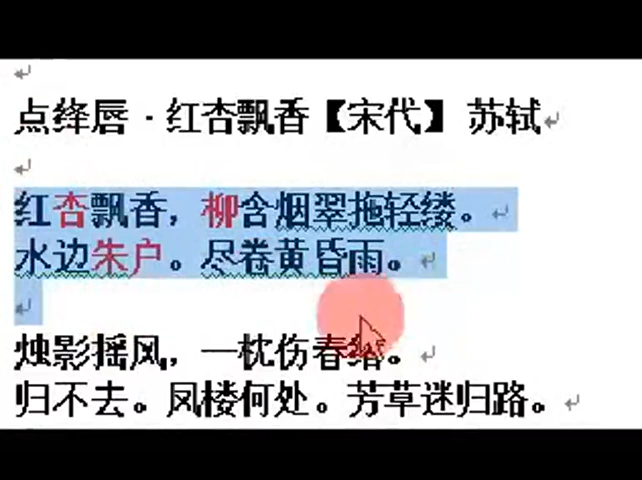 点绛唇·红杏飘香【宋代】 苏轼
红杏飘香，柳含烟翠拖轻缕。
水边朱户。尽卷黄昏雨。
烛影摇风，一枕伤春绪。
归不去。凤楼何处。芳草迷归路。